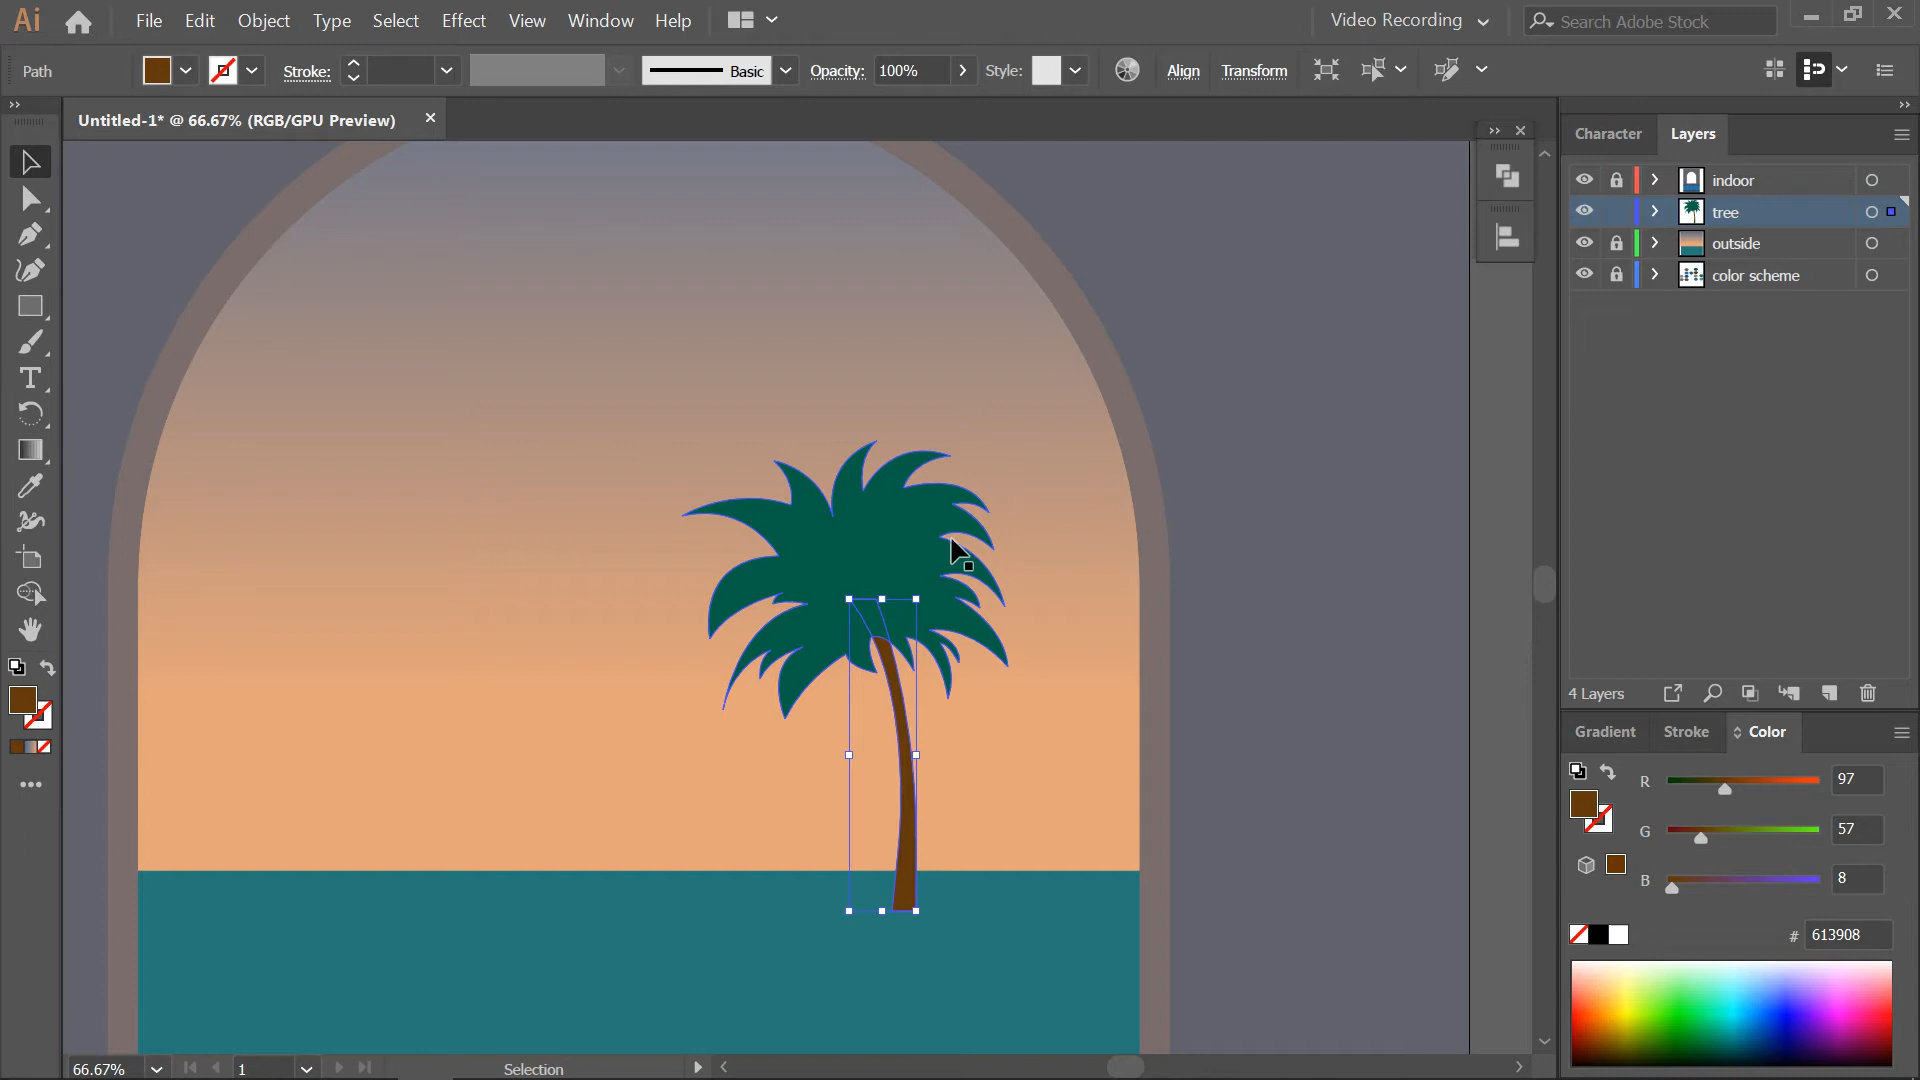 Ai File Edit Object Type Select Effect View Window Help Video Recording Search Adobe Stock
Path Stroke: Basic Opacity: 100% Style: Align Transform
Untitled-1* @ 66.67% (RGB/GPU Preview)
Character Layers
indoor
tree
outside
color scheme
4 Layers
Gradient Stroke Color
R 97
G 57
B 8
# 613908
66.67% 1 Selection